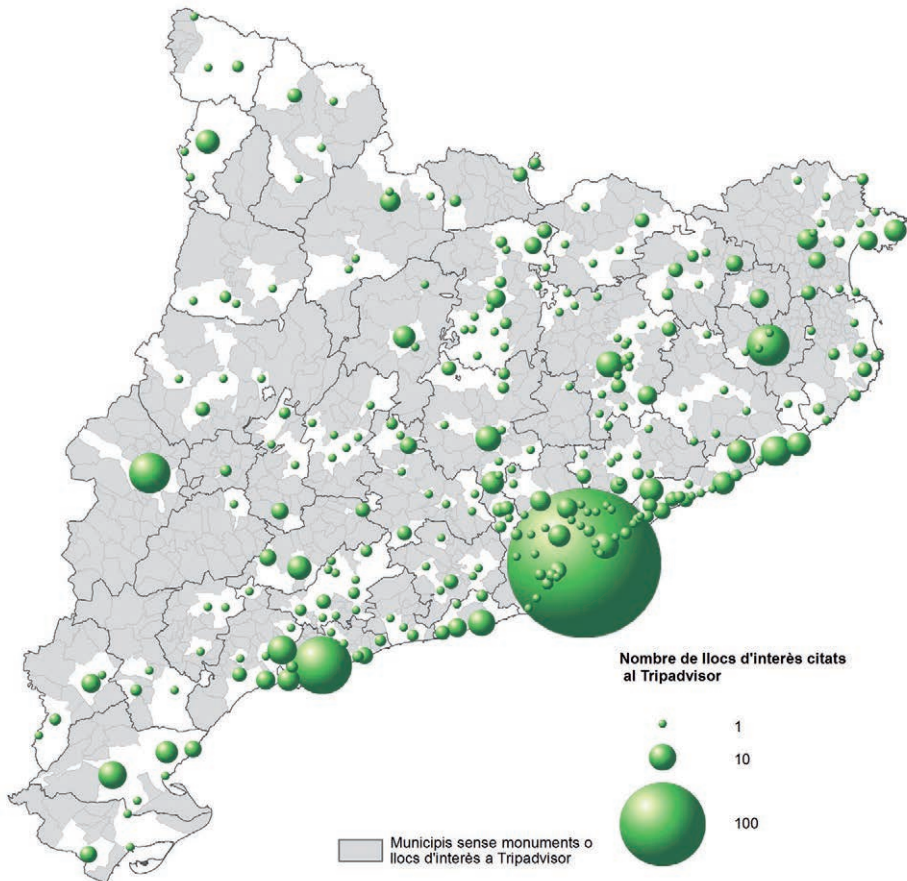 Nombre de llocs d'interès citats
al Tripadvisor
1
10
100
Municipis sense monuments o
llocs d'interès a Tripadvisor